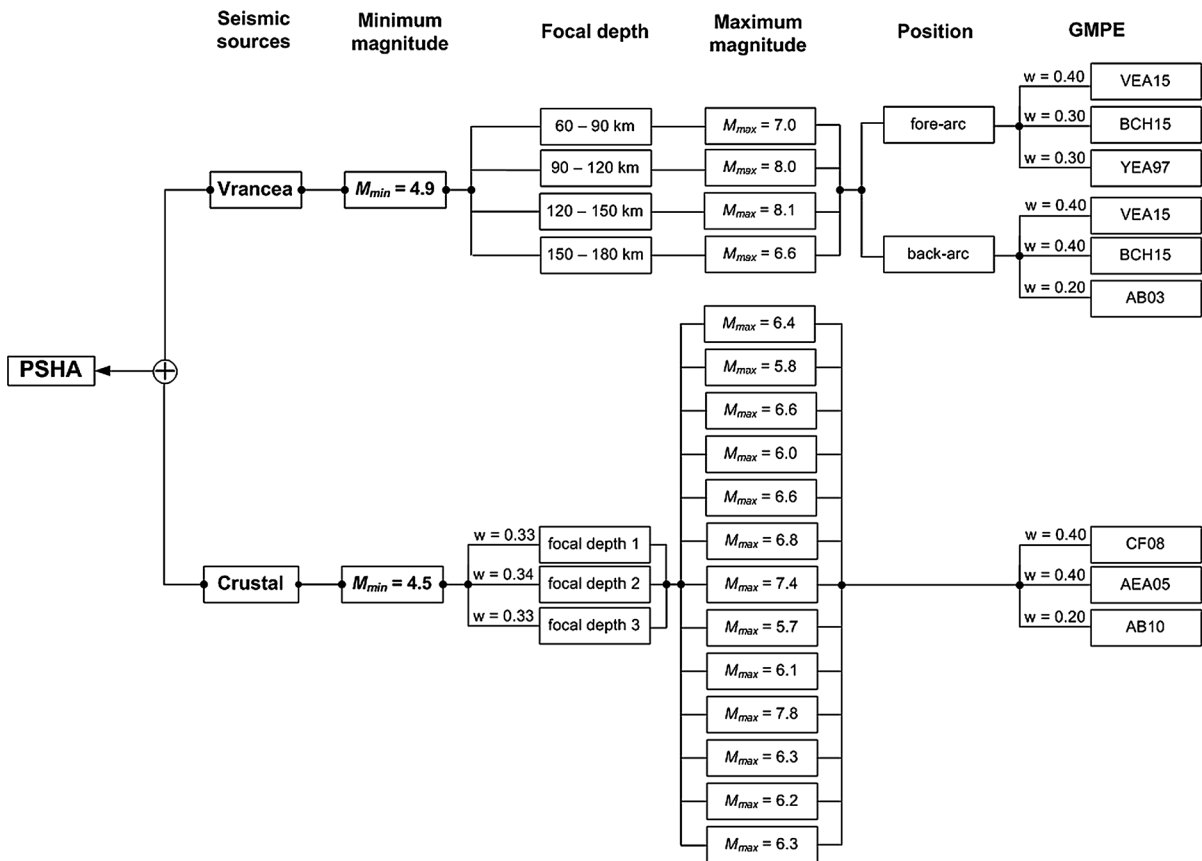 Seismic
sources
Minimum
magnitude
Focal depth
Maximum
magnitude
Position
GMPE
Vrancea
Mmin = 4.9
60 – 90 km
90 – 120 km
120 – 150 km
150 – 180 km
Mmax = 7.0
Mmax = 8.0
Mmax = 8.1
Mmax = 6.6
fore-arc
w = 0.40
VEA15
w = 0.30
BCH15
w = 0.30
YEA97
back-arc
w = 0.40
VEA15
w = 0.40
BCH15
w = 0.20
AB03
PSHA
Crustal
Mmin = 4.5
w = 0.33
focal depth 1
w = 0.34
focal depth 2
w = 0.33
focal depth 3
Mmax = 6.4
Mmax = 5.8
Mmax = 6.6
Mmax = 6.0
Mmax = 6.6
Mmax = 6.8
Mmax = 7.4
Mmax = 5.7
Mmax = 6.1
Mmax = 7.8
Mmax = 6.3
Mmax = 6.2
Mmax = 6.3
w = 0.40
CF08
w = 0.40
AEA05
w = 0.20
AB10